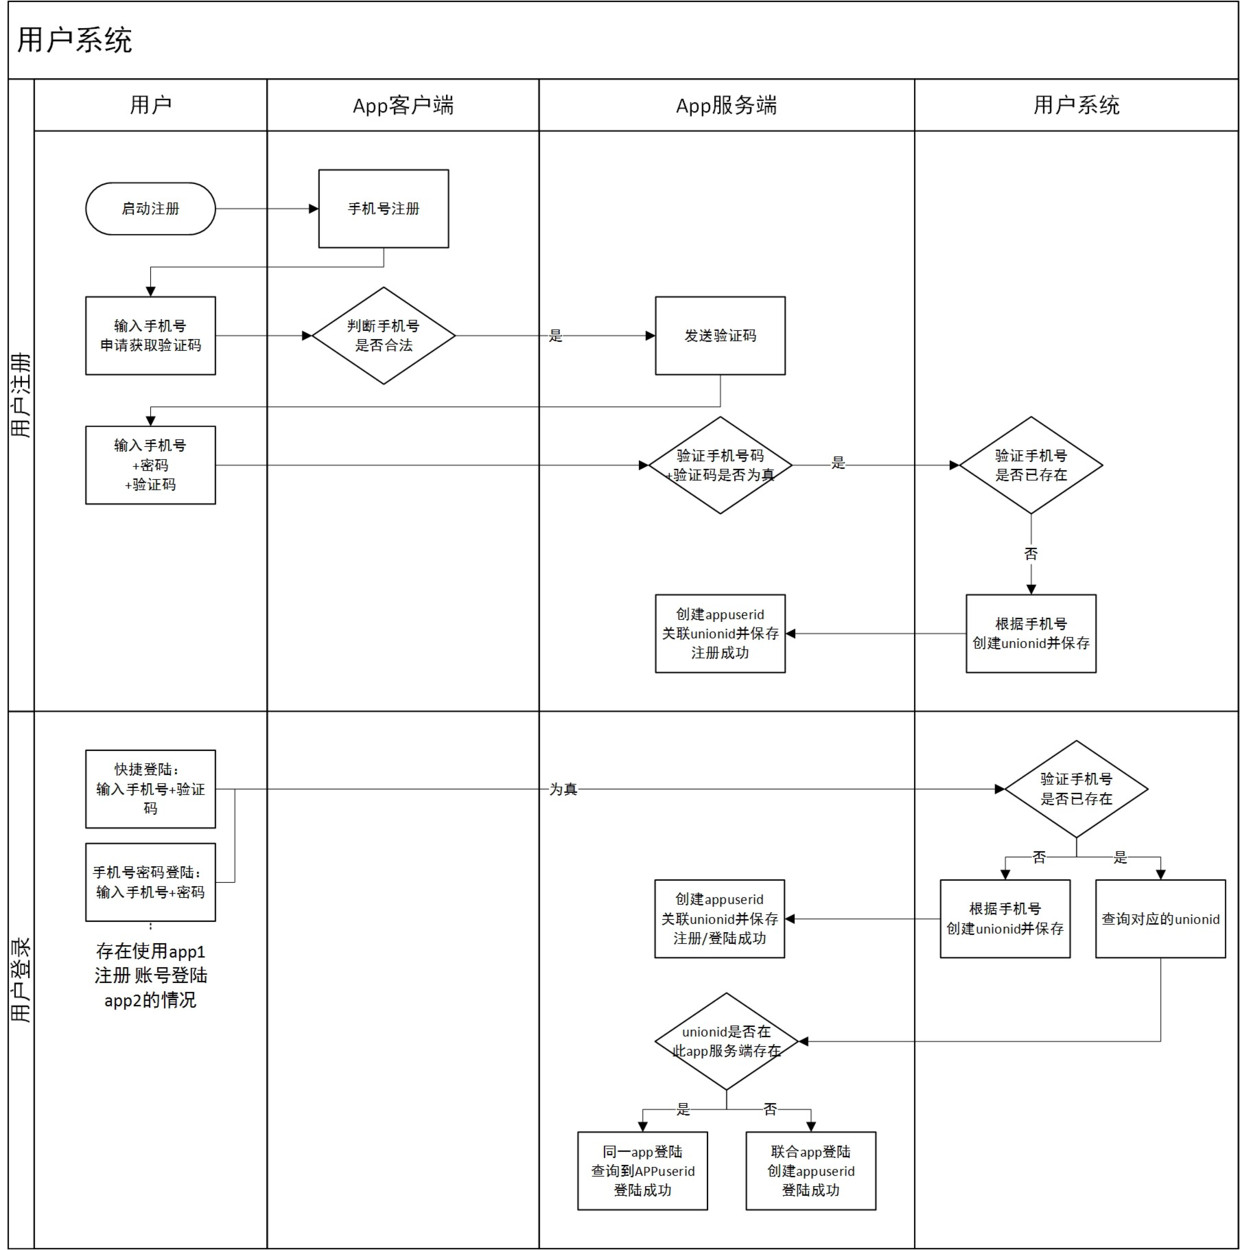 用户系统
用户
App客户端
App服务端
用户系统
用户注册
启动注册
手机号注册
输入手机号
申请获取验证码
判断手机号
是否合法
是
发送验证码
输入手机号
+密码
+验证码
验证手机号码
+验证码是否为真
是
验证手机号
是否已存在
否
根据手机号
创建unionid并保存
创建appuserid
关联unionid并保存
注册成功
用户登录
快捷登陆：
输入手机号+验证
码
为真
验证手机号
是否已存在
手机号密码登陆：
输入手机号+密码
存在使用app1
注册 账号登陆
app2的情况
否
是
根据手机号
创建unionid并保存
查询对应的unionid
创建appuserid
关联unionid并保存
注册/登陆成功
unionid是否在
此app服务端存在
是
否
同一app登陆
查询到APPuserid
登陆成功
联合app登陆
创建appuserid
登陆成功